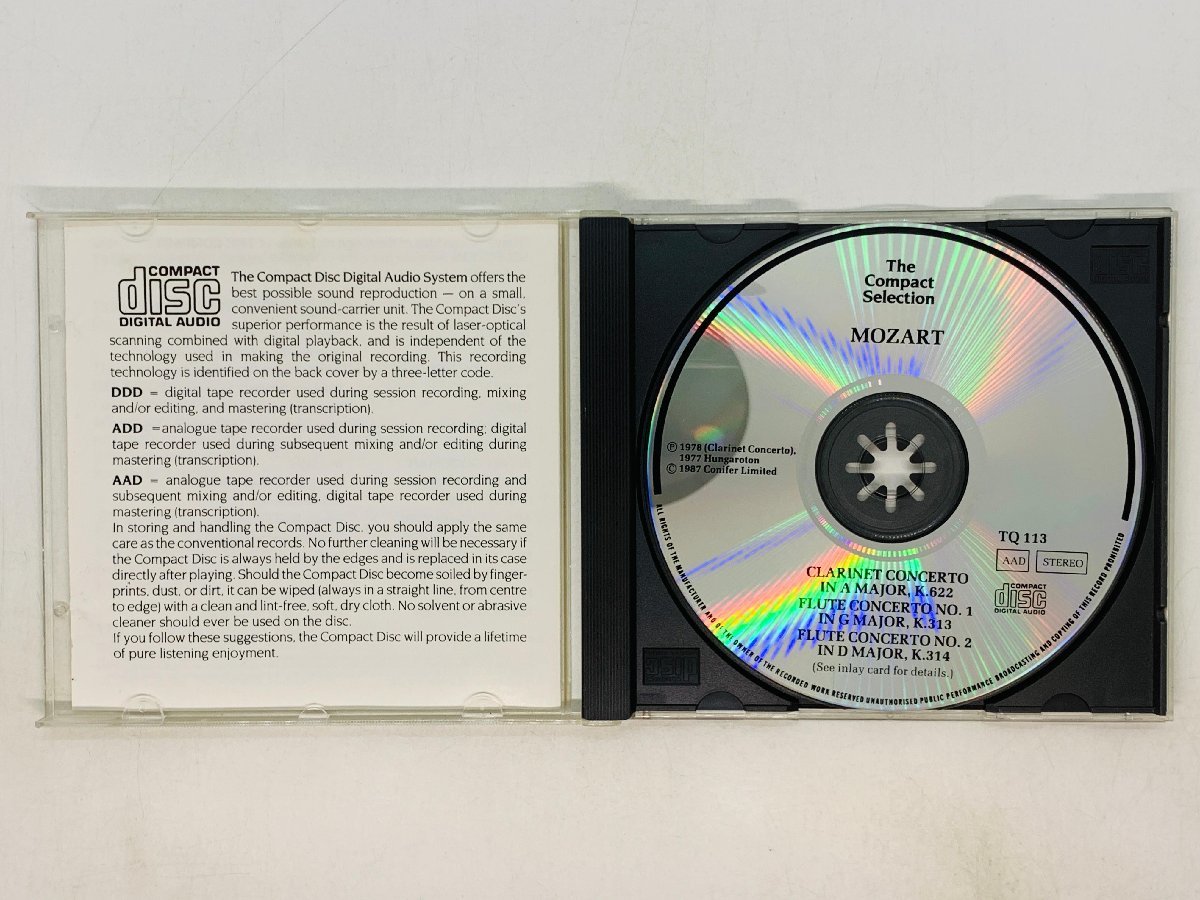 COMPACT
disc
DIGITAL AUDIO
The Compact Disc Digital Audio System offers the
best possible sound reproduction — on a small,
convenient sound-carrier unit. The Compact Disc's
superior performance is the result of laser-optical
scanning combined with digital playback, and is independent of the
technology used in making the original recording. This recording
technology is identified on the back cover by a three-letter code.
DDD = digital tape recorder used during session recording, mixing
and/or editing, and mastering (transcription).
ADD =analogue tape recorder used during session recording; digital
tape recorder used during subsequent mixing and/or editing during
mastering (transcription).
AAD = analogue tape recorder used during session recording and
subsequent mixing and/or editing, digital tape recorder used during
mastering (transcription).
In storing and handling the Compact Disc, you should apply the same
care as the conventional records. No further cleaning will be necessary if
the Compact Disc is always held by the edges and is replaced in its case
directly after playing. Should the Compact Disc become soiled by finger-
prints, dust, or dirt, it can be wiped (always in a straight line, from centre
to edge) with a clean and lint-free, soft, dry cloth. No solvent or abrasive
cleaner should ever be used on the disc.
If you follow these suggestions, the Compact Disc will provide a lifetime
of pure listening enjoyment.
The
Compact
Selection
MOZART
Ⓟ 1978 (Clarinet Concerto),
1977 Hungaroton
© 1987 Conifer Limited
TQ 113
AAD STEREO
COMPACT
disc
DIGITAL AUDIO
CLARINET CONCERTO
IN A MAJOR, K.622
FLUTE CONCERTO NO. 1
IN G MAJOR, K.313
FLUTE CONCERTO NO. 2
IN D MAJOR, K.314
(See inlay card for details.)
ALL RIGHTS OF THE MANUFACTURER AND OF THE OWNER OF THE RECORDED WORK RESERVED UNAUTHORISED PUBLIC PERFORMANCE BROADCASTING AND COPYING OF THIS RECORD PROHIBITED